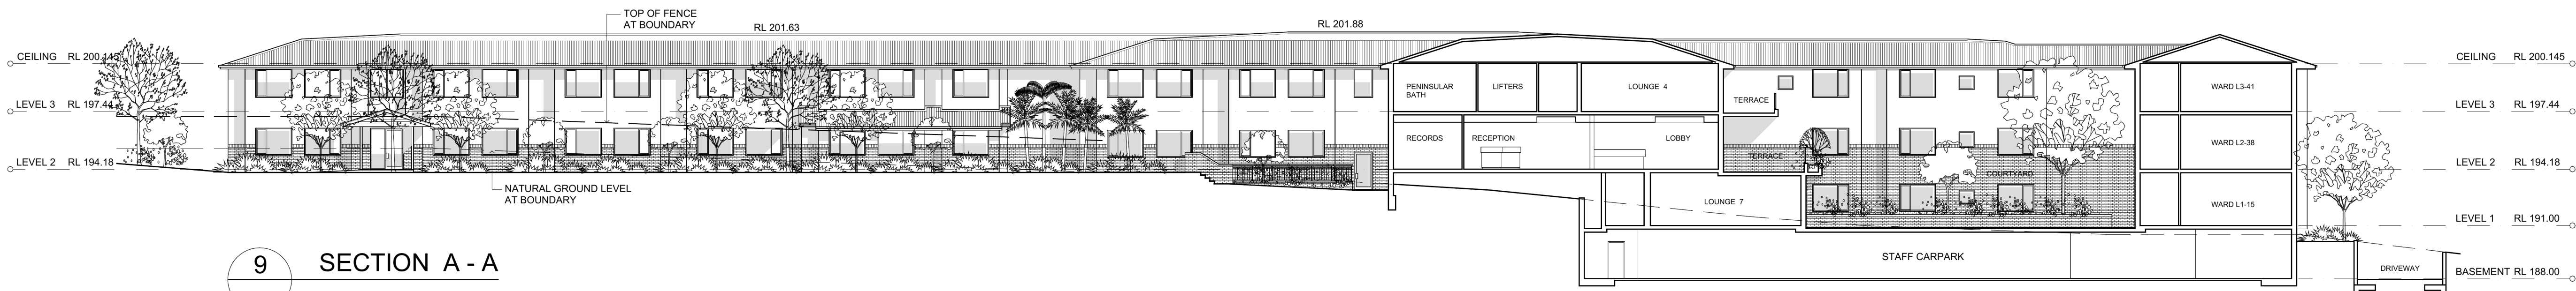 TOP OF FENCE
AT BOUNDARY
RL 201.63
RL 201.88
CEILING RL 200.145
CEILING RL 200.145
PENINSULAR
BATH
LIFTERS
LOUNGE 4
TERRACE
WARD L3-41
LEVEL 3 RL 197.44
LEVEL 3 RL 197.44
RECORDS
RECEPTION
LOBBY
TERRACE
WARD L2-38
LEVEL 2 RL 194.18
LEVEL 2 RL 194.18
COURTYARD
NATURAL GROUND LEVEL
AT BOUNDARY
LOUNGE 7
WARD L1-15
LEVEL 1 RL 191.00
STAFF CARPARK
DRIVEWAY
BASEMENT RL 188.00
9 SECTION A - A